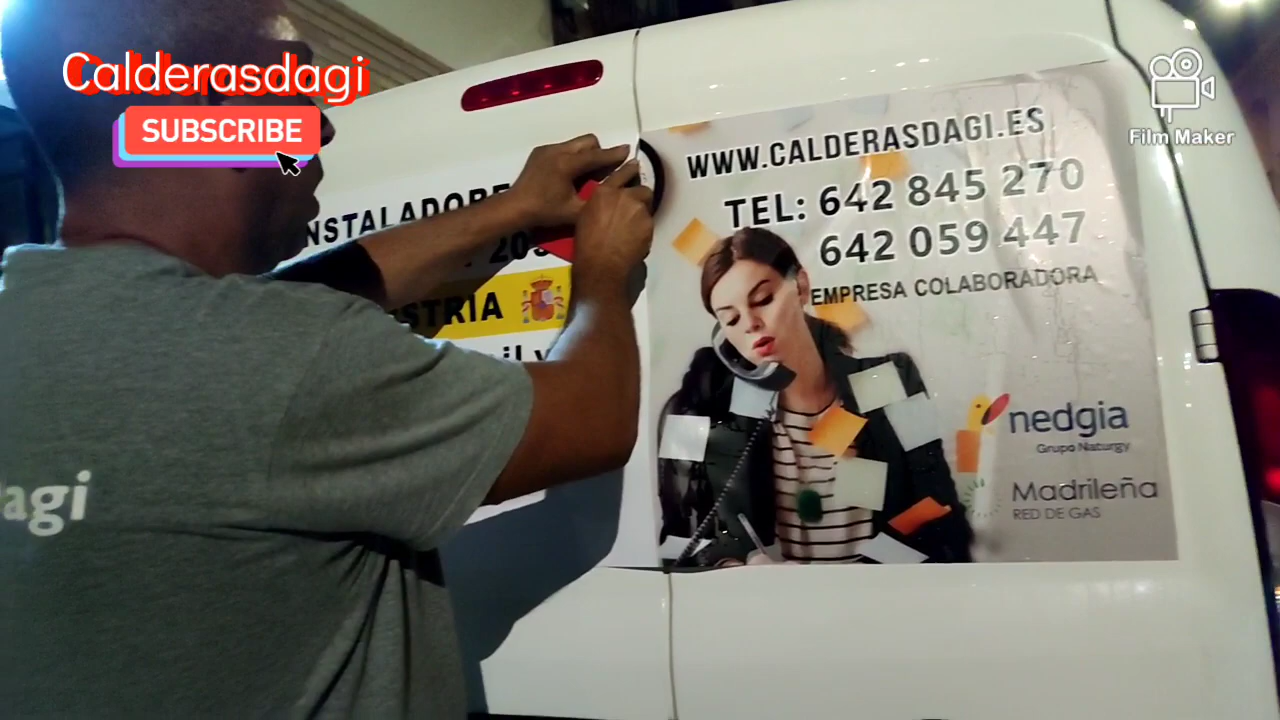 Calderasdagi
SUBSCRIBE
Film Maker
WWW.CALDERASDAGI.ES
TEL: 642 845 270
642 059 447
EMPRESA COLABORADORA
nedgia
Grupo Naturgy
Madrileña
RED DE GAS